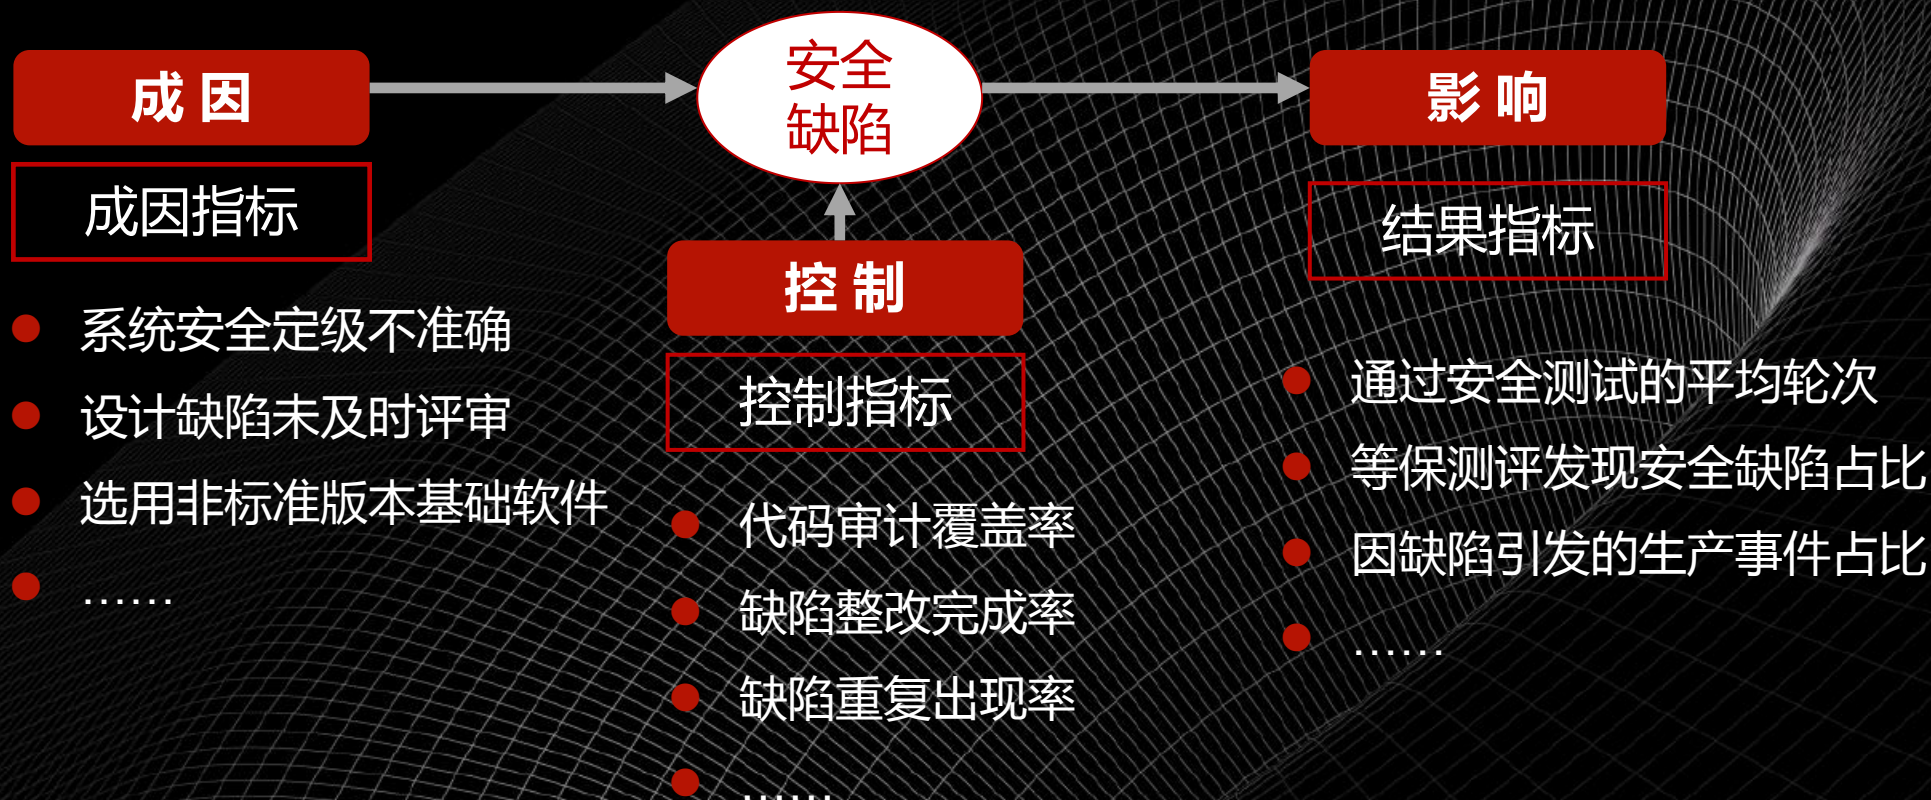 成因
安全
缺陷
影响
成因指标
系统安全定级不准确
设计缺陷未及时评审
选用非标准版本基础软件
……
控制
控制指标
代码审计覆盖率
缺陷整改完成率
缺陷重复出现率
……
结果指标
通过安全测试的平均轮次
等保测评发现安全缺陷占比
因缺陷引发的生产事件占比
……